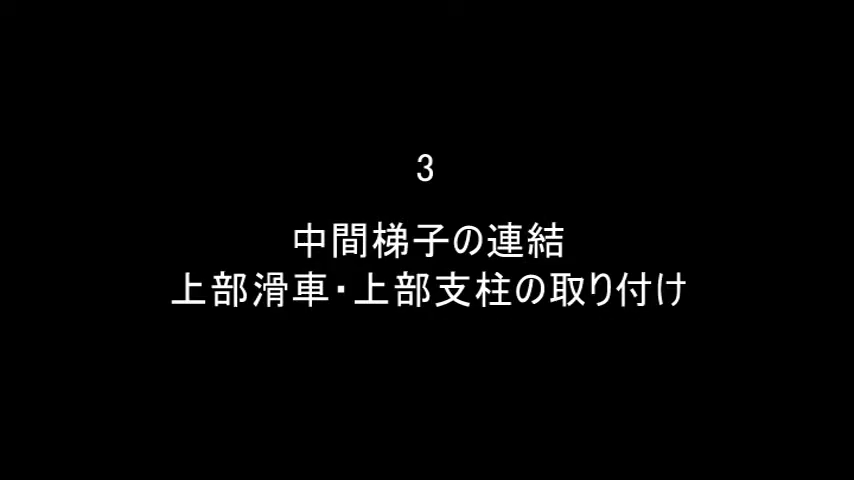 3
中間梯子の連結
上部滑車・上部支柱の取り付け